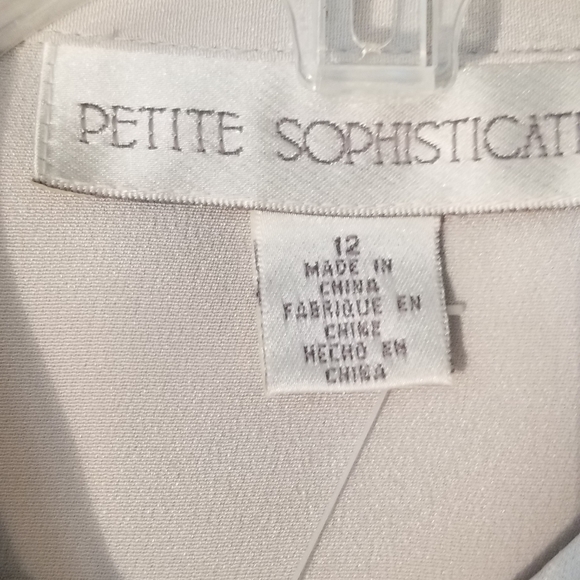 PETITE SOPHISTICAT
12
MADE IN
CHINA
FABRIQUE EN
CHINE
HECHO EN
CHINA